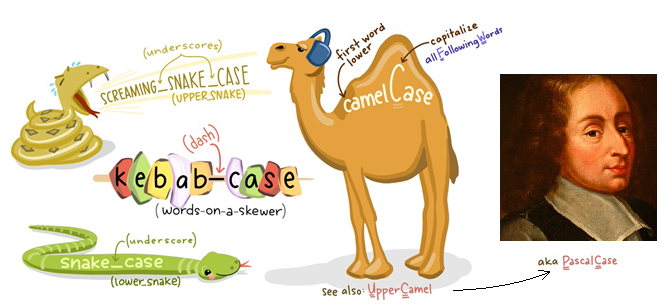 (underscores)
SCREAMING_SNAKE_CASE
(UPPER_SNAKE)
first word
lower
capitalize
allFollowingWords
camelCase
(dash)
kebab-case
(words-on-a-skewer)
(underscore)
snake_case
(lower_snake)
see also: UpperCamel
aka PascalCase